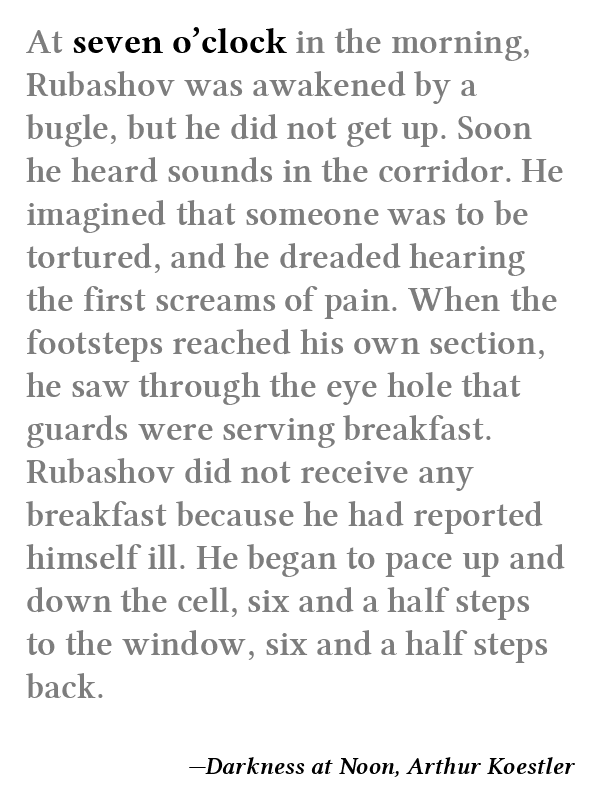 At seven o’clock in the morning,
Rubashov was awakened by a
bugle, but he did not get up. Soon
he heard sounds in the corridor. He
imagined that someone was to be
tortured, and he dreaded hearing
the first screams of pain. When the
footsteps reached his own section,
he saw through the eye hole that
guards were serving breakfast.
Rubashov did not receive any
breakfast because he had reported
himself ill. He began to pace up and
down the cell, six and a half steps
to the window, six and a half steps
back.
—Darkness at Noon, Arthur Koestler